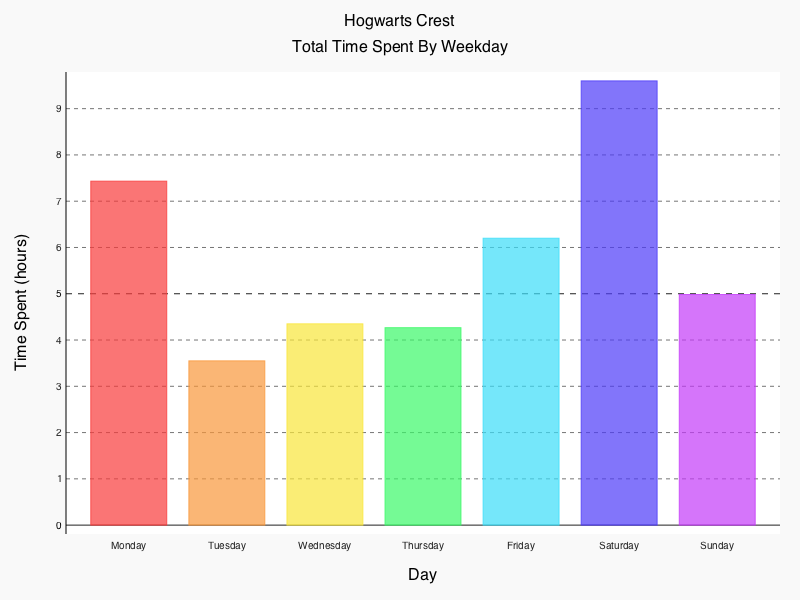 Hogwarts Crest
Total Time Spent By Weekday
Time Spent (hours)
9
8
7
6
5
4
3
2
1
0
Monday Tuesday Wednesday Thursday Friday Saturday Sunday
Day